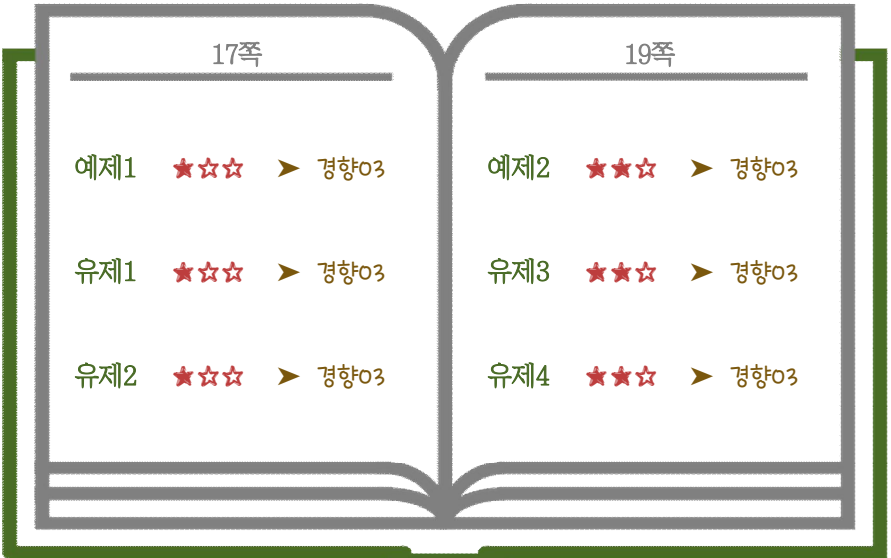 17쪽
예제1 ★☆☆ ➤ 경향03
유제1 ★☆☆ ➤ 경향03
유제2 ★☆☆ ➤ 경향03
19쪽
예제2 ★★☆ ➤ 경향03
유제3 ★★☆ ➤ 경향03
유제4 ★★☆ ➤ 경향03